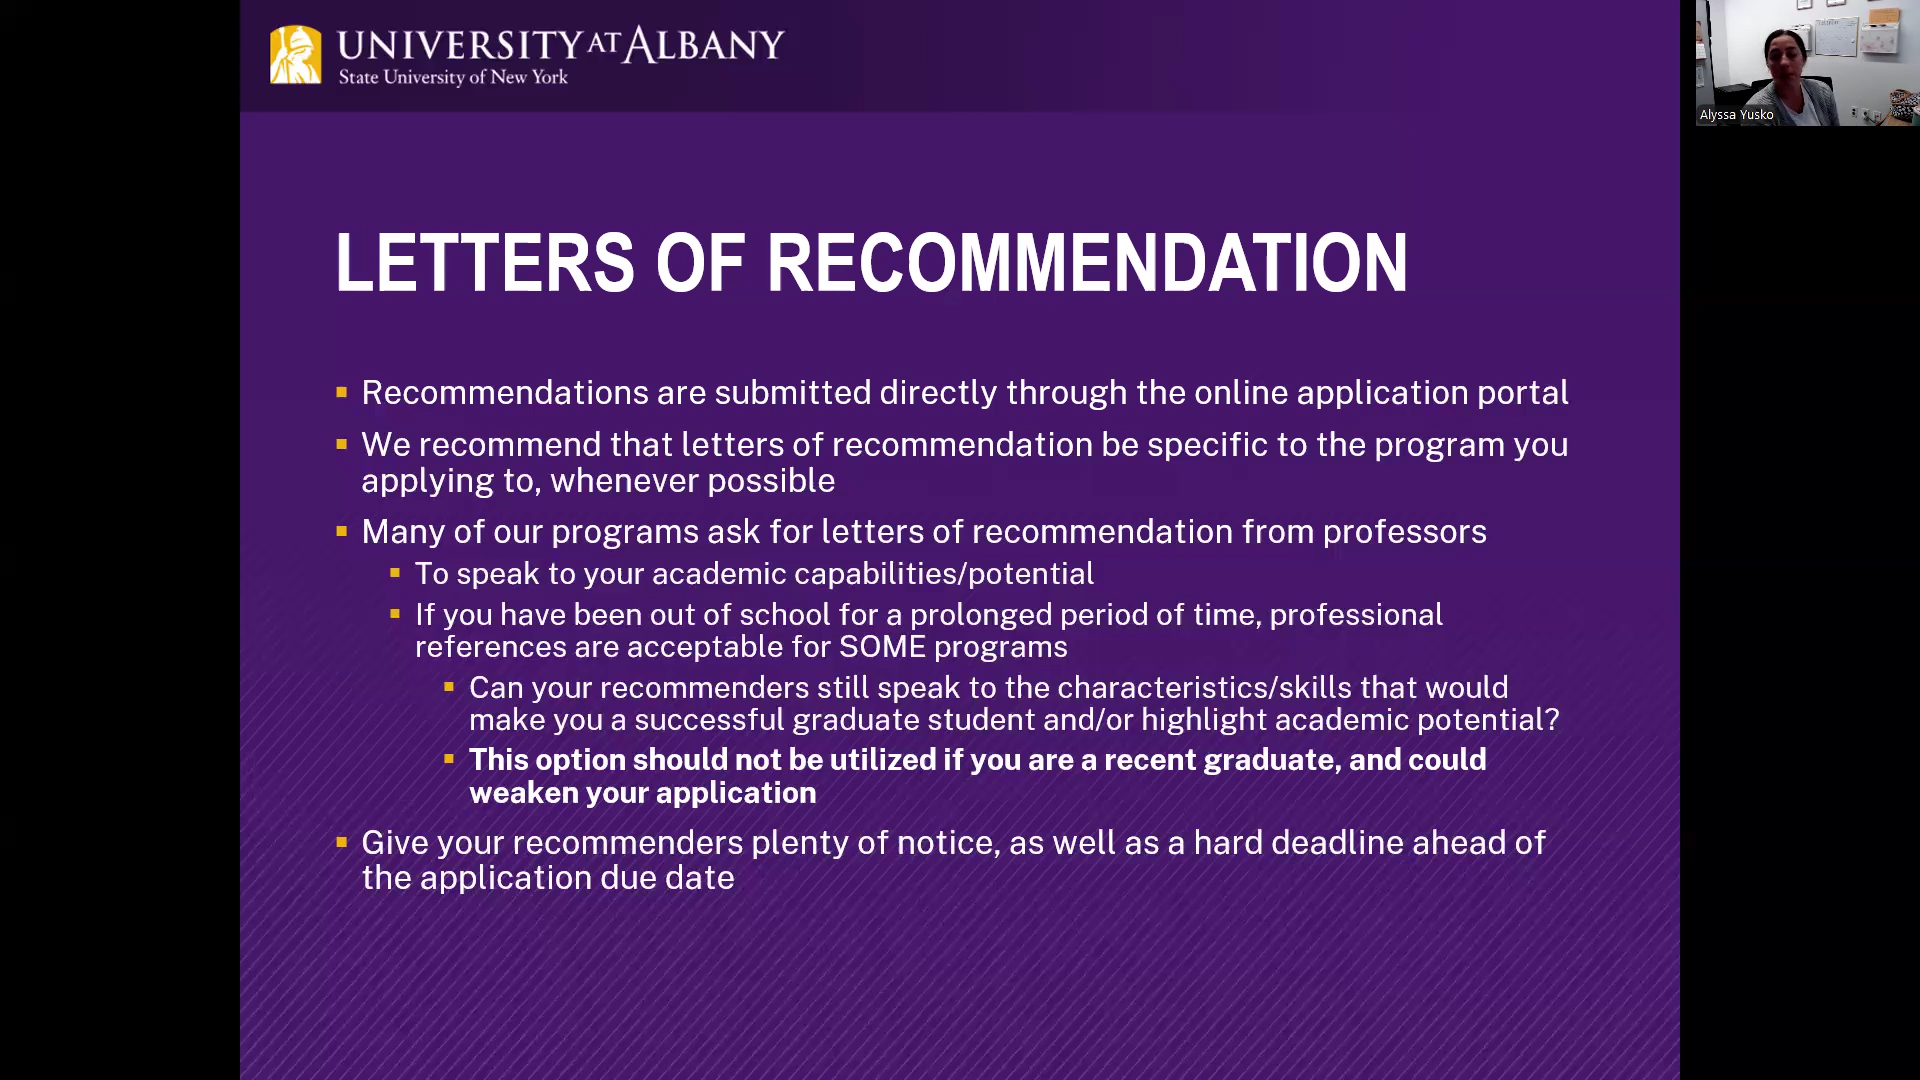 UNIVERSITY AT ALBANY
State University of New York
Alyssa Yusko
LETTERS OF RECOMMENDATION
▪ Recommendations are submitted directly through the online application portal
▪ We recommend that letters of recommendation be specific to the program you
applying to, whenever possible
▪ Many of our programs ask for letters of recommendation from professors
▪ To speak to your academic capabilities/potential
▪ If you have been out of school for a prolonged period of time, professional
references are acceptable for SOME programs
▪ Can your recommenders still speak to the characteristics/skills that would
make you a successful graduate student and/or highlight academic potential?
▪ This option should not be utilized if you are a recent graduate, and could
weaken your application
▪ Give your recommenders plenty of notice, as well as a hard deadline ahead of
the application due date